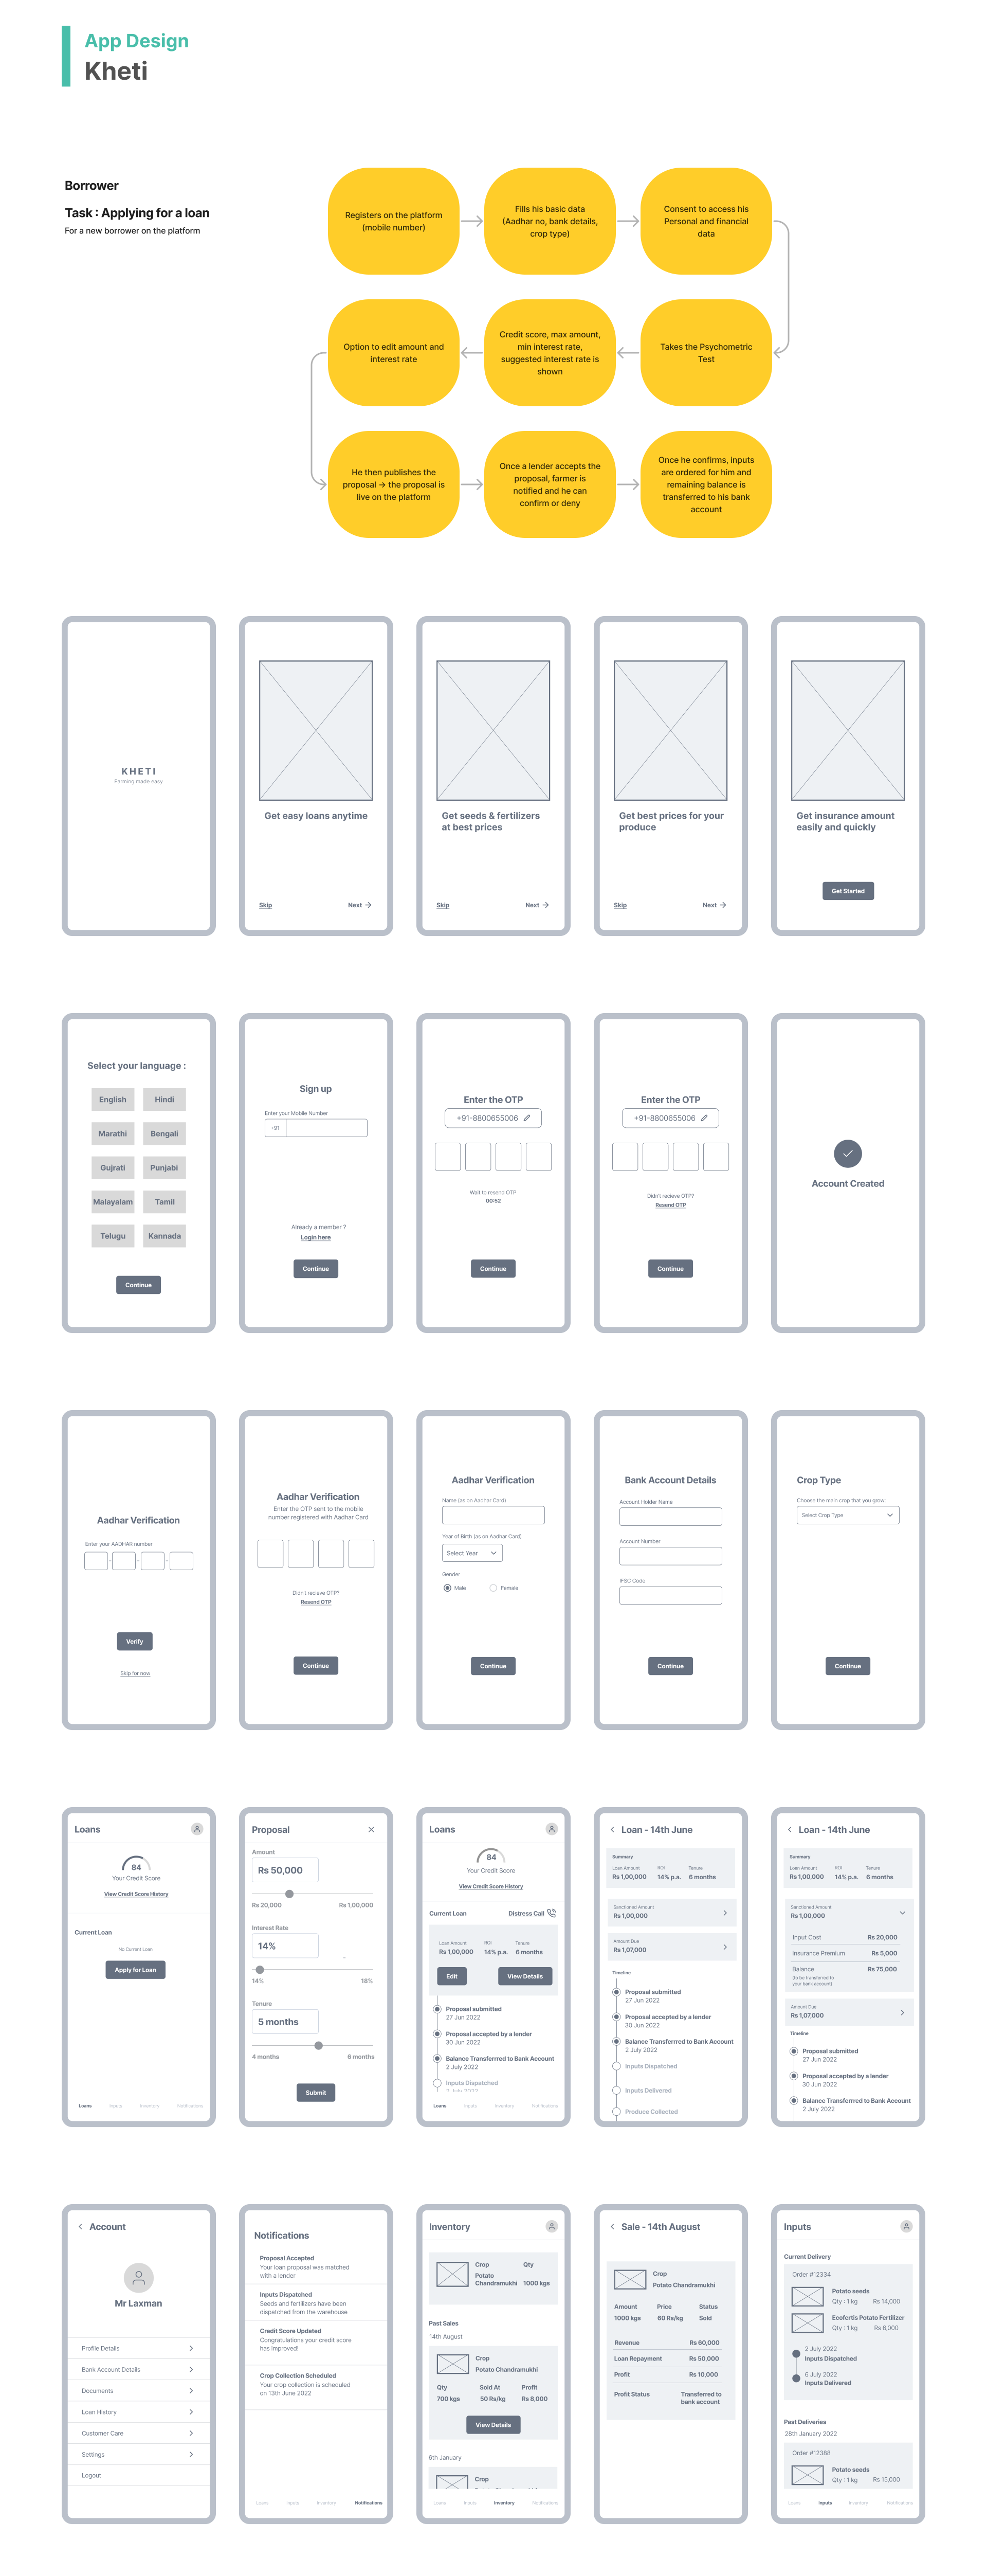 App Design
Kheti
Borrower
Task : Applying for a loan
For a new borrower on the platform
Registers on the platform
(mobile number)
Fills his basic data
(Aadhar no, bank details,
crop type)
Consent to access his
Personal and financial
data
Option to edit amount and
interest rate
Credit score, max amount,
min interest rate,
suggested interest rate is
shown
Takes the Psychometric
Test
He then publishes the
proposal → the proposal is
live on the platform
Once a lender accepts the
proposal, farmer is
notified and he can
confirm or deny
Once he confirms, inputs
are ordered for him and
remaining balance is
transferred to his bank
account
KHETI
Farming made easy
Get easy loans anytime
Skip
Next →
Get seeds & fertilizers
at best prices
Skip
Next →
Get best prices for your
produce
Skip
Next →
Get insurance amount
easily and quickly
Get Started
Select your language :
English
Hindi
Marathi
Bengali
Gujrati
Punjabi
Malayalam
Tamil
Telugu
Kannada
Continue
Sign up
Enter your Mobile Number
+91
Already a member ?
Login here
Continue
Enter the OTP
+91-8800655006
Wait to resend OTP
00:52
Continue
Enter the OTP
+91-8800655006
Didn't recieve OTP?
Resend OTP
Continue
Account Created
Aadhar Verification
Enter your AADHAR number
- - -
Verify
Skip for now
Aadhar Verification
Enter the OTP sent to the mobile
number registered with Aadhar Card
Didn't recieve OTP?
Resend OTP
Continue
Aadhar Verification
Name (as on Aadhar Card)
Year of Birth (as on Aadhar Card)
Select Year
Gender
Male
Female
Continue
Bank Account Details
Account Holder Name
Account Number
IFSC Code
Continue
Crop Type
Choose the main crop that you grow:
Select Crop Type
Continue
Loans
84
Your Credit Score
View Credit Score History
Current Loan
No Current Loan
Apply for Loan
Loans
Inputs
Inventory
Notifications
Proposal
Amount
Rs 50,000
Rs 20,000
Rs 1,00,000
Interest Rate
14%
14%
18%
Tenure
5 months
4 months
6 months
Submit
Loans
84
Your Credit Score
View Credit Score History
Current Loan
Distress Call
Loan Amount
ROI
Tenure
Rs 1,00,000
14% p.a.
6 months
Edit
View Details
Proposal submitted
27 Jun 2022
Proposal accepted by a lender
30 Jun 2022
Balance Transferrred to Bank Account
2 July 2022
Inputs Dispatched
Loans
Inputs
Inventory
Notifications
Loan - 14th June
Summary
Loan Amount
ROI
Tenure
Rs 1,00,000
14% p.a.
6 months
Sanctioned Amount
Rs 1,00,000
Amount Due
Rs 1,07,000
Timeline
Proposal submitted
27 Jun 2022
Proposal accepted by a lender
30 Jun 2022
Balance Transferrred to Bank Account
2 July 2022
Inputs Dispatched
Inputs Delivered
Produce Collected
Loan - 14th June
Summary
Loan Amount
ROI
Tenure
Rs 1,00,000
14% p.a.
6 months
Sanctioned Amount
Rs 1,00,000
Input Cost
Rs 20,000
Insurance Premium
Rs 5,000
Balance
Rs 75,000
(to be transferred to
your bank account)
Amount Due
Rs 1,07,000
Timeline
Proposal submitted
27 Jun 2022
Proposal accepted by a lender
30 Jun 2022
Balance Transferrred to Bank Account
2 July 2022
Account
Mr Laxman
Profile Details
Bank Account Details
Documents
Loan History
Customer Care
Settings
Logout
Notifications
Proposal Accepted
Your loan proposal was matched
with a lender
Inputs Dispatched
Seeds and fertilizers have been
dispatched from the warehouse
Credit Score Updated
Congratulations your credit score
has improved!
Crop Collection Scheduled
Your crop collection is scheduled
on 13th June 2022
Loans
Inputs
Inventory
Notifications
Inventory
Crop
Qty
Potato
Chandramukhi
1000 kgs
Past Sales
14th August
Crop
Potato Chandramukhi
Qty
Sold At
Profit
700 kgs
50 Rs/kg
Rs 8,000
View Details
6th January
Crop
Loans
Inputs
Inventory
Notifications
Sale - 14th August
Crop
Potato Chandramukhi
Amount
Price
Status
1000 kgs
60 Rs/kg
Sold
Revenue
Rs 60,000
Loan Repayment
Rs 50,000
Profit
Rs 10,000
Profit Status
Transferred to
bank account
Inputs
Current Delivery
Order #12334
Potato seeds
Qty : 1 kg
Rs 14,000
Ecofertis Potato Fertilizer
Qty : 1 kg
Rs 6,000
2 July 2022
Inputs Dispatched
6 July 2022
Inputs Delivered
Past Deliveries
28th January 2022
Order #12388
Potato seeds
Qty : 1 kg
Rs 15,000
Loans
Inputs
Inventory
Notifications